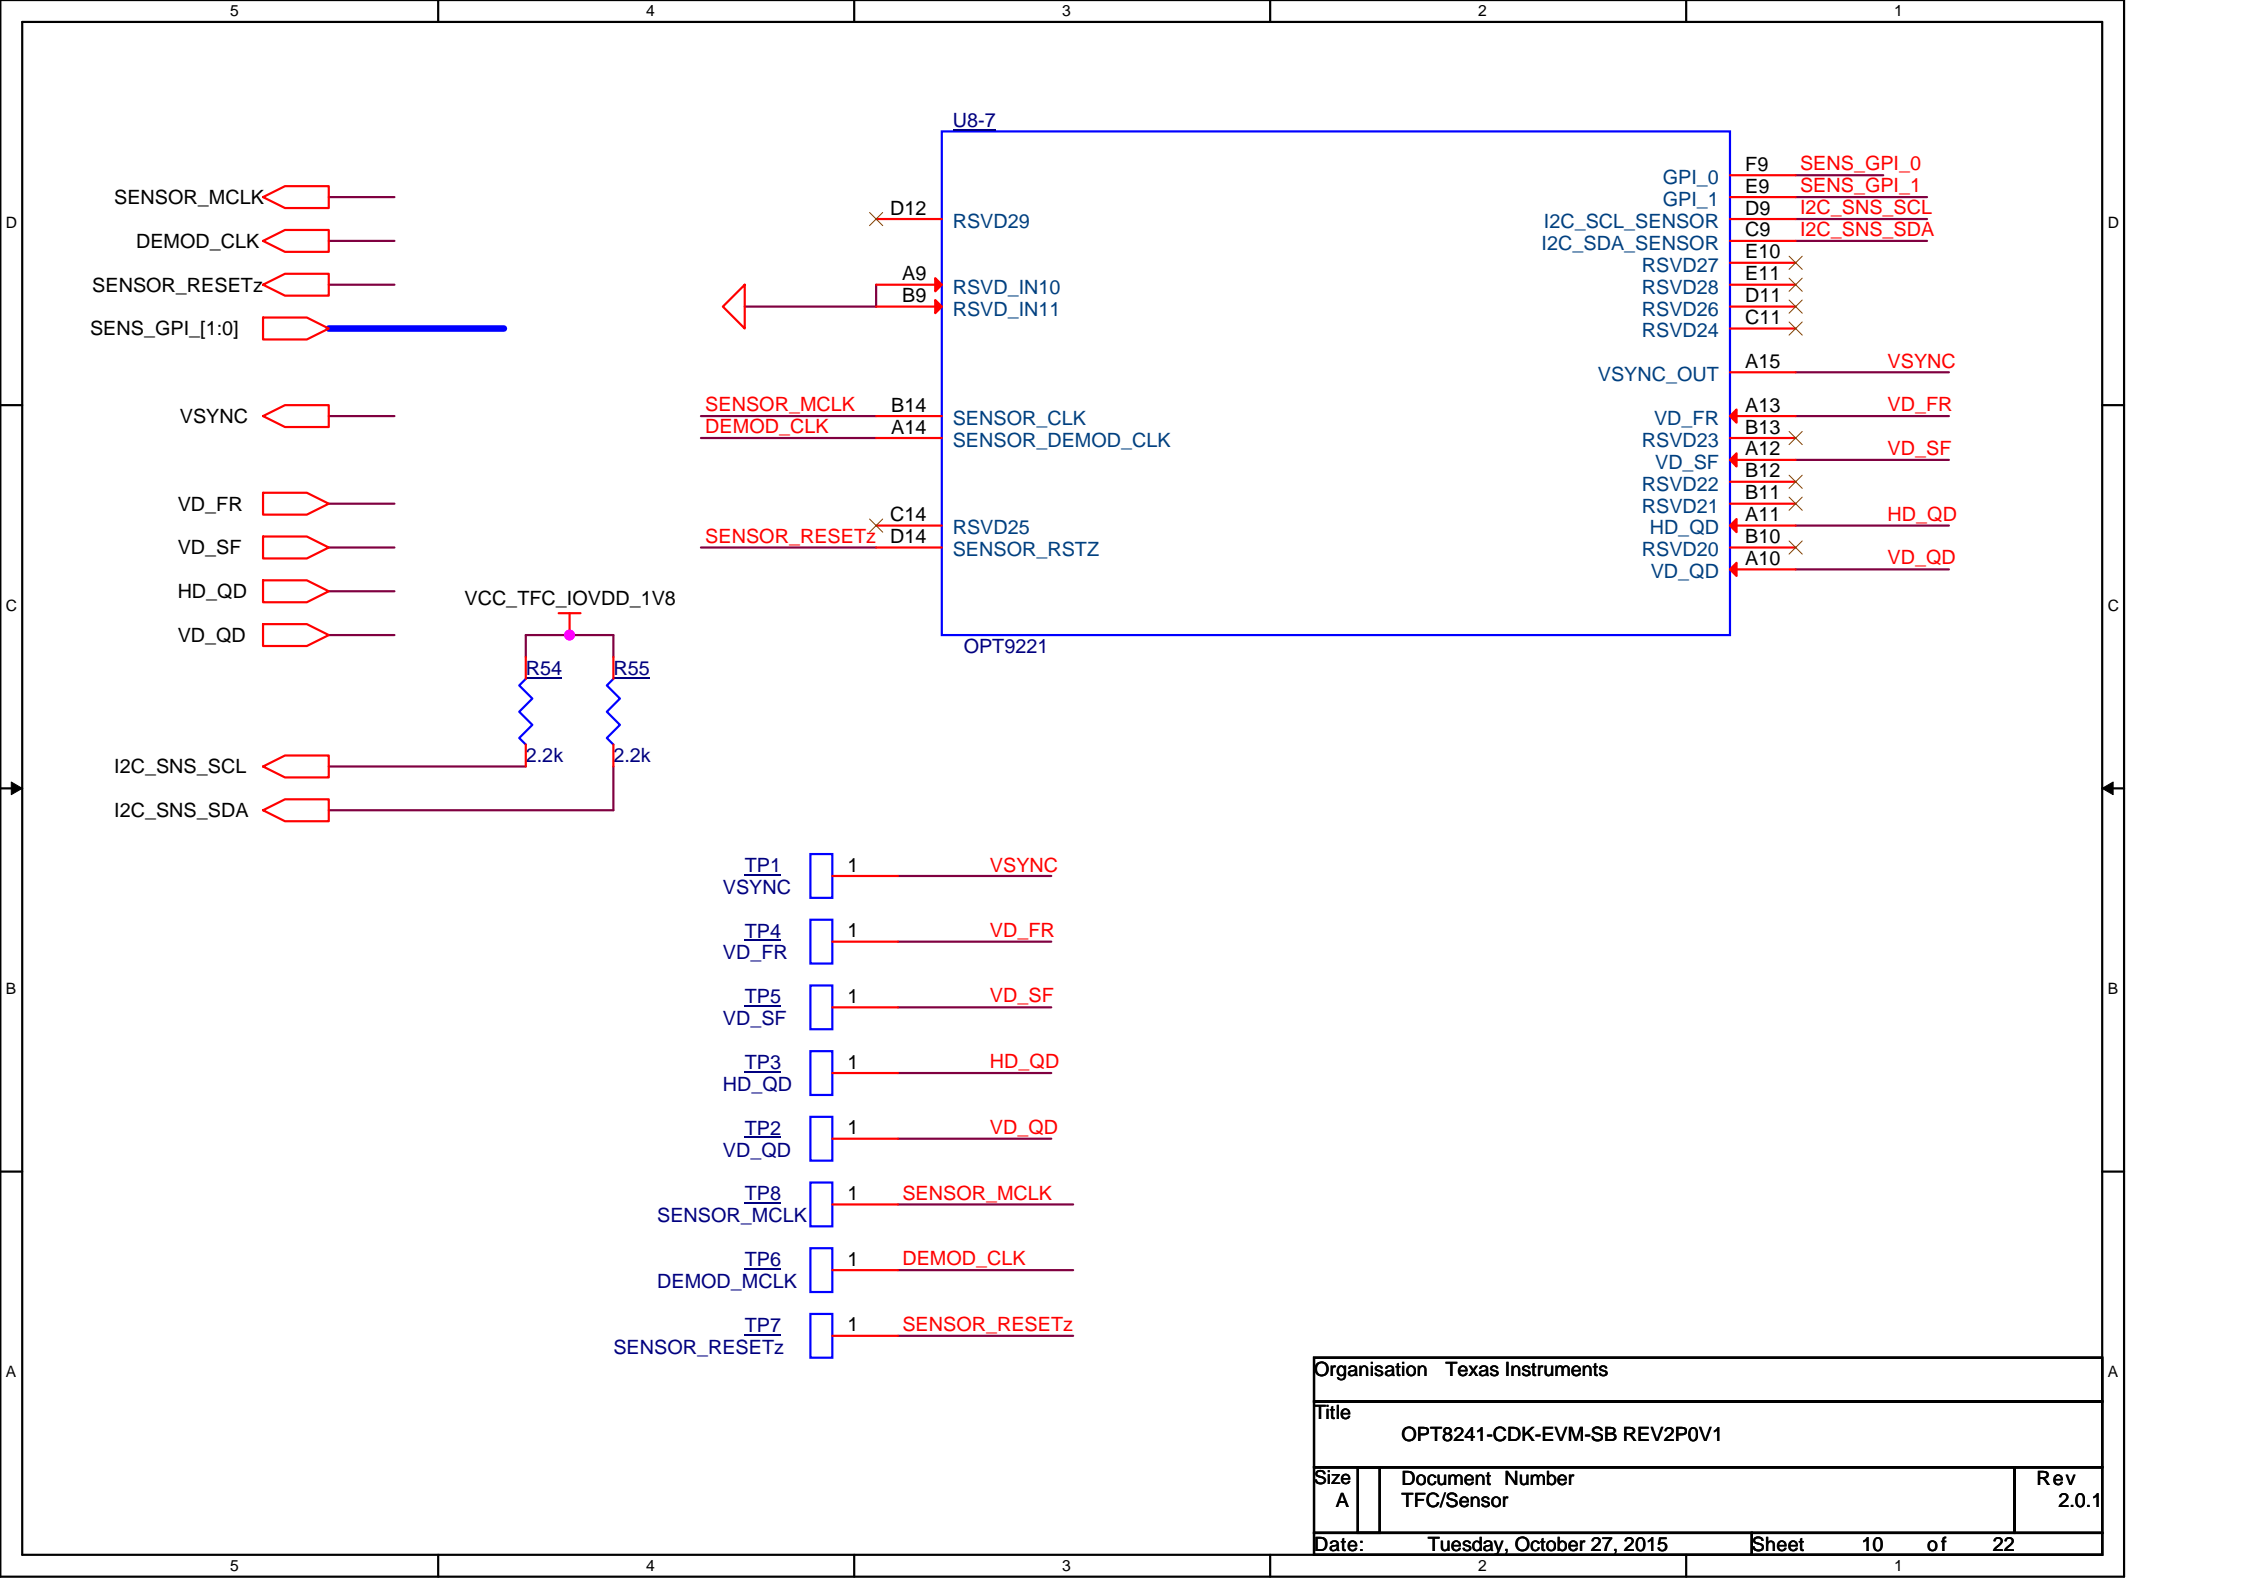 5 4 3 2 1
D D
C C
B B
A A
SENSOR_MCLK
DEMOD_CLK
SENSOR_RESETz
SENS_GPI_[1:0]
VSYNC
VD_FR
VD_SF
HD_QD
VD_QD
VCC_TFC_IOVDD_1V8
R54 R55
2.2k 2.2k
I2C_SNS_SCL
I2C_SNS_SDA
U8-7
D12 RSVD29
A9 RSVD_IN10
B9 RSVD_IN11
SENSOR_MCLK B14 SENSOR_CLK
DEMOD_CLK A14 SENSOR_DEMOD_CLK
C14 RSVD25
SENSOR_RESETz D14 SENSOR_RSTZ
GPI_0 F9 SENS_GPI_0
GPI_1 E9 SENS_GPI_1
I2C_SCL_SENSOR D9 I2C_SNS_SCL
I2C_SDA_SENSOR C9 I2C_SNS_SDA
RSVD27 E10
RSVD28 E11
RSVD26 D11
RSVD24 C11
VSYNC_OUT A15 VSYNC
VD_FR A13 VD_FR
RSVD23 B13
VD_SF A12 VD_SF
RSVD22 B12
RSVD21 B11
HD_QD A11 HD_QD
RSVD20 B10
VD_QD A10 VD_QD
OPT9221
TP1 1 VSYNC
VSYNC
TP4 1 VD_FR
VD_FR
TP5 1 VD_SF
VD_SF
TP3 1 HD_QD
HD_QD
TP2 1 VD_QD
VD_QD
TP8 1 SENSOR_MCLK
SENSOR_MCLK
TP6 1 DEMOD_CLK
DEMOD_MCLK
TP7 1 SENSOR_RESETz
SENSOR_RESETz
Organisation Texas Instruments
Title
OPT8241-CDK-EVM-SB REV2P0V1
Size Document Number Rev
A TFC/Sensor 2.0.1
Date: Tuesday, October 27, 2015 Sheet 10 of 22
5 4 3 2 1